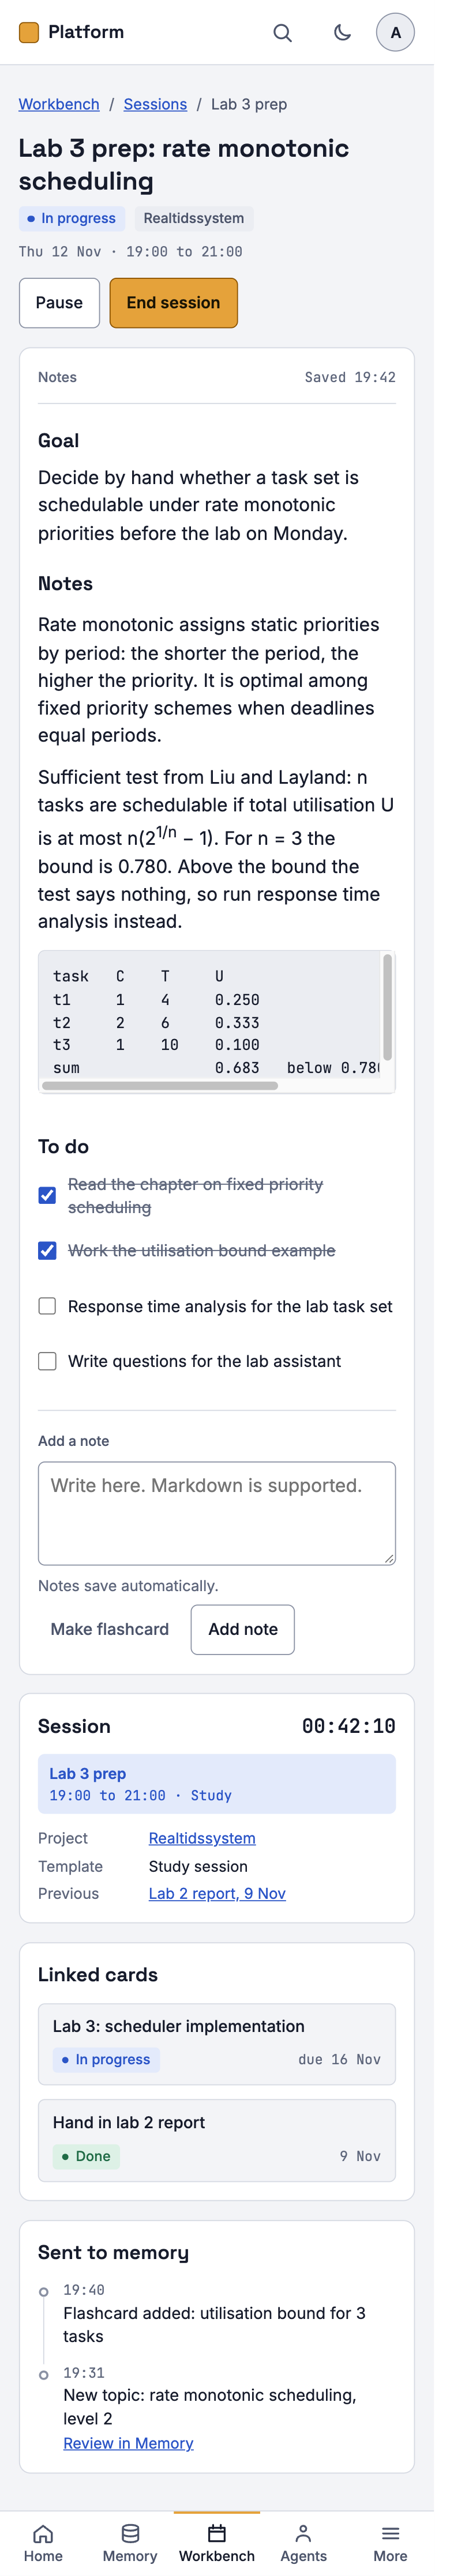 Platform
A
Workbench / Sessions / Lab 3 prep
Lab 3 prep: rate monotonic
scheduling
In progress Realtidssystem
Thu 12 Nov · 19:00 to 21:00
Pause End session
Notes Saved 19:42
Goal
Decide by hand whether a task set is
schedulable under rate monotonic
priorities before the lab on Monday.
Notes
Rate monotonic assigns static priorities
by period: the shorter the period, the
higher the priority. It is optimal among
fixed priority schemes when deadlines
equal periods.
Sufficient test from Liu and Layland: n
tasks are schedulable if total utilisation U
is at most n(2^1/n − 1). For n = 3 the
bound is 0.780. Above the bound the
test says nothing, so run response time
analysis instead.
task C T U
t1 1 4 0.250
t2 2 6 0.333
t3 1 10 0.100
sum 0.683 below 0.780
To do
Read the chapter on fixed priority
scheduling
Work the utilisation bound example
Response time analysis for the lab task set
Write questions for the lab assistant
Add a note
Write here. Markdown is supported.
Notes save automatically.
Make flashcard Add note
Session 00:42:10
Lab 3 prep
19:00 to 21:00 · Study
Project Realtidssystem
Template Study session
Previous Lab 2 report, 9 Nov
Linked cards
Lab 3: scheduler implementation
In progress due 16 Nov
Hand in lab 2 report
Done 9 Nov
Sent to memory
19:40
Flashcard added: utilisation bound for 3
tasks
19:31
New topic: rate monotonic scheduling,
level 2
Review in Memory
Home Memory Workbench Agents More